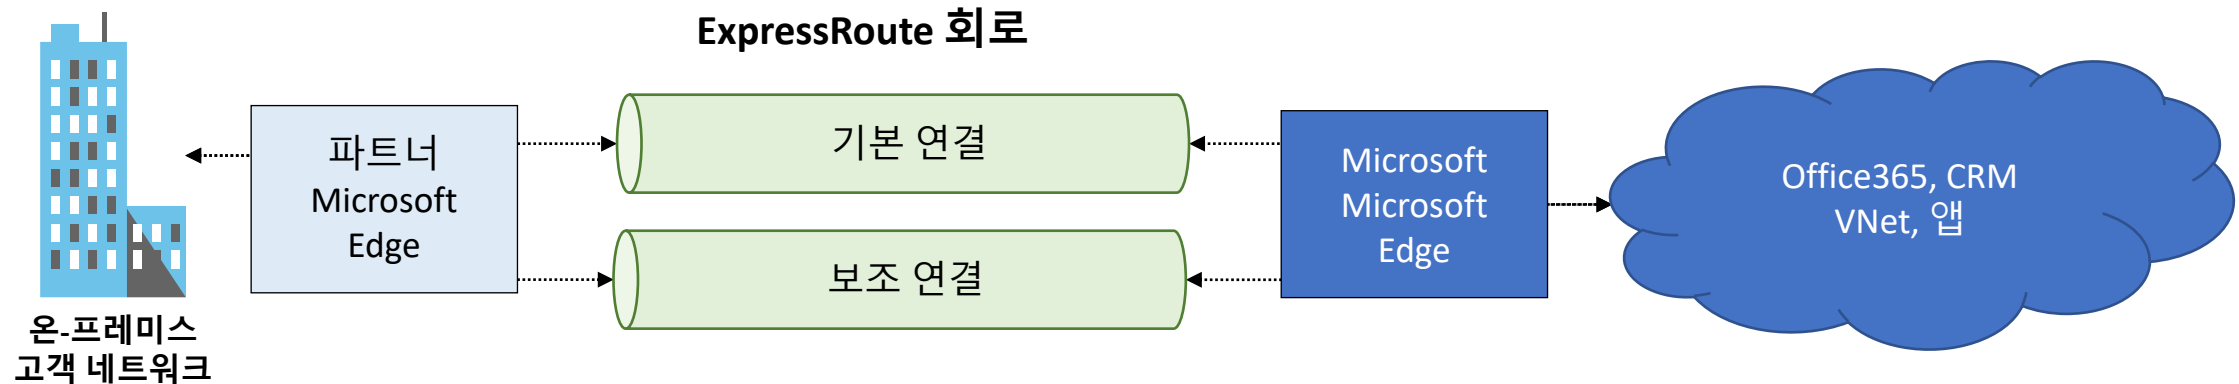 ExpressRoute 회로
온-프레미스
고객 네트워크
파트너
Microsoft
Edge
기본 연결
보조 연결
Microsoft
Microsoft
Edge
Office365, CRM
VNet, 앱